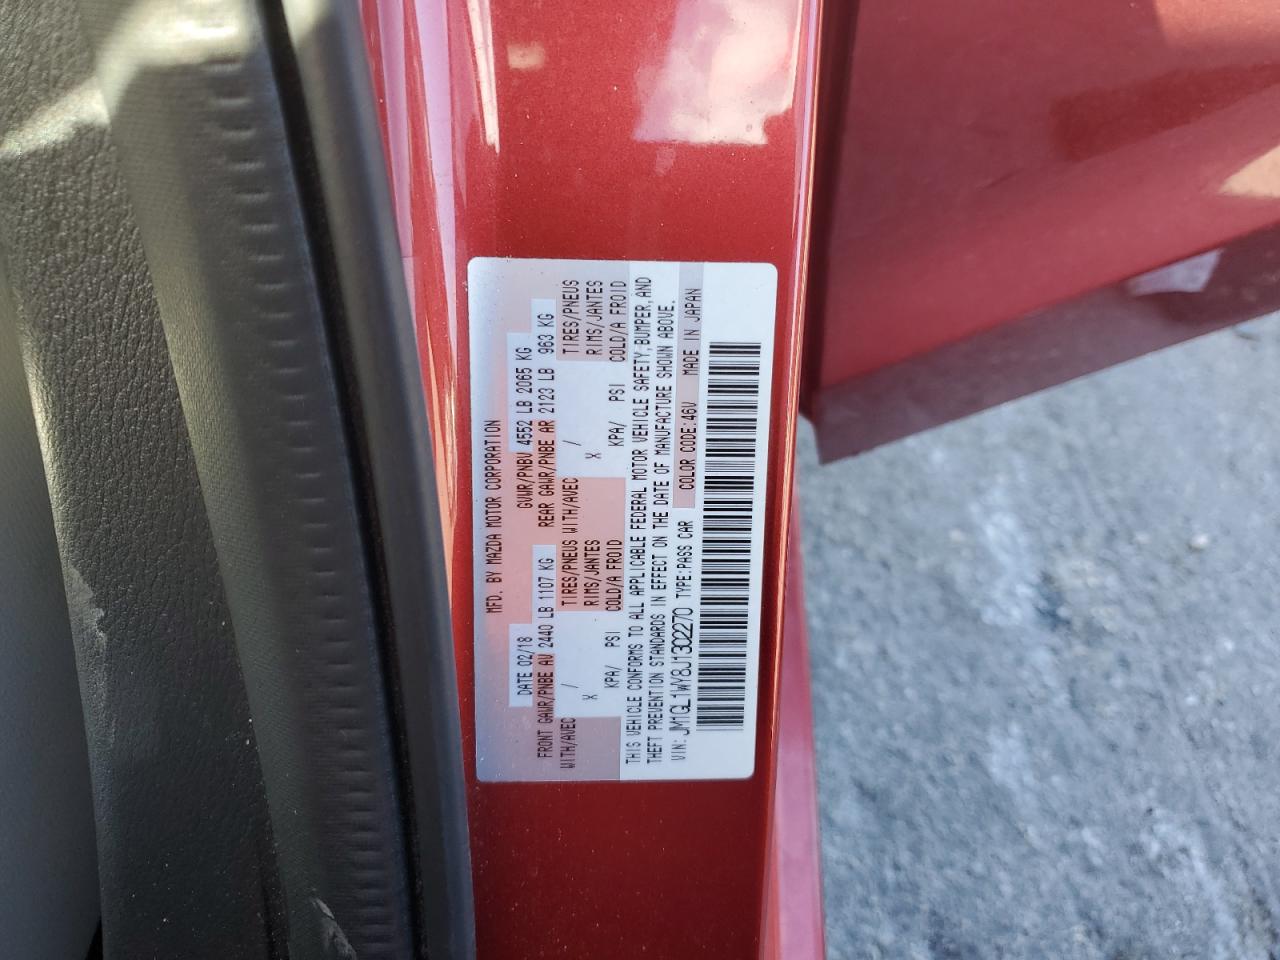 MFD. BY MAZDA MOTOR CORPORATION
DATE 02/18 GVWR/PNBV 4552 LB 2065 KG
FRONT GAWR/PNBE AV 2440 LB 1107 KG REAR GAWR/PNBE AR 2123 LB 963 KG
WITH/AVEC / TIRES/PNEUS WITH/AVEC / TIRES/PNEUS
X RIMS/JANTES X RIMS/JANTES
KPA/ PSI COLD/A FROID KPA/ PSI COLD/A FROID
THIS VEHICLE CONFORMS TO ALL APPLICABLE FEDERAL MOTOR VEHICLE SAFETY, BUMPER, AND
THEFT PREVENTION STANDARDS IN EFFECT ON THE DATE OF MANUFACTURE SHOWN ABOVE.
VIN: JM1GL1WY8J1302270 TYPE:PASS CAR COLOR CODE:46V MADE IN JAPAN